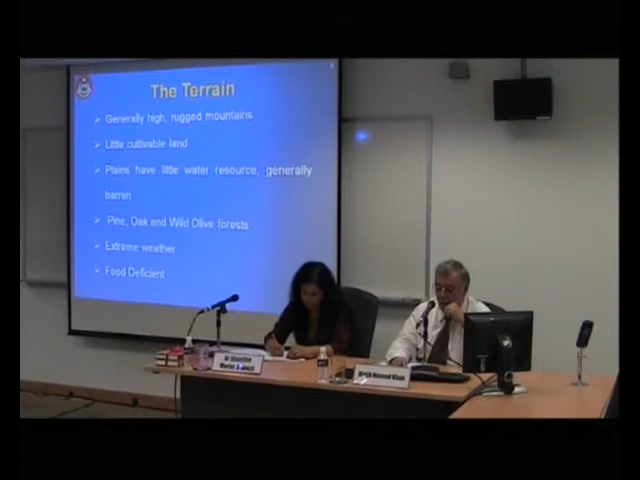 The Terrain
➢ Generally high, rugged mountains
➢ Little cultivable land
➢ Plains have little water resource, generally
barren
➢ Pine, Oak and Wild Olive forests
➢ Extreme weather
➢ Food Deficient
Khan